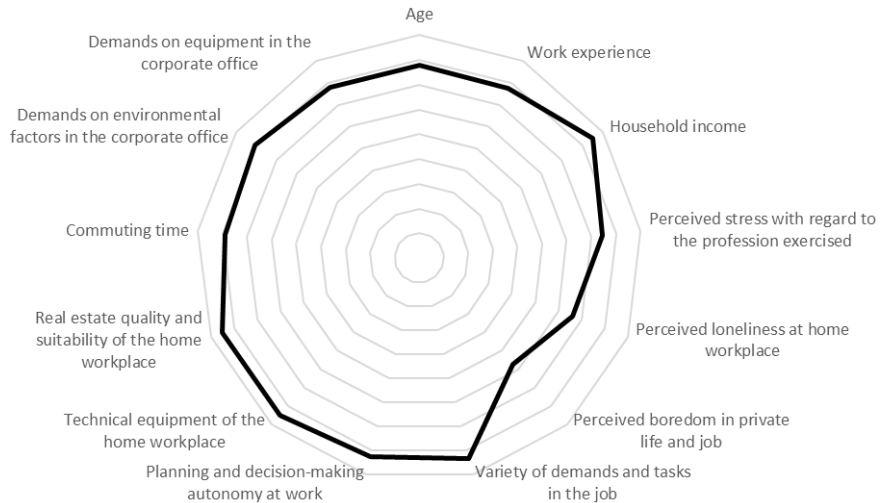 Age
Work experience
Household income
Perceived stress with regard to
the profession exercised
Perceived loneliness at home
workplace
Perceived boredom in private
life and job
Variety of demands and tasks
in the job
Planning and decision-making
autonomy at work
Technical equipment of the
home workplace
Real estate quality and
suitability of the home
workplace
Commuting time
Demands on environmental
factors in the corporate office
Demands on equipment in the
corporate office